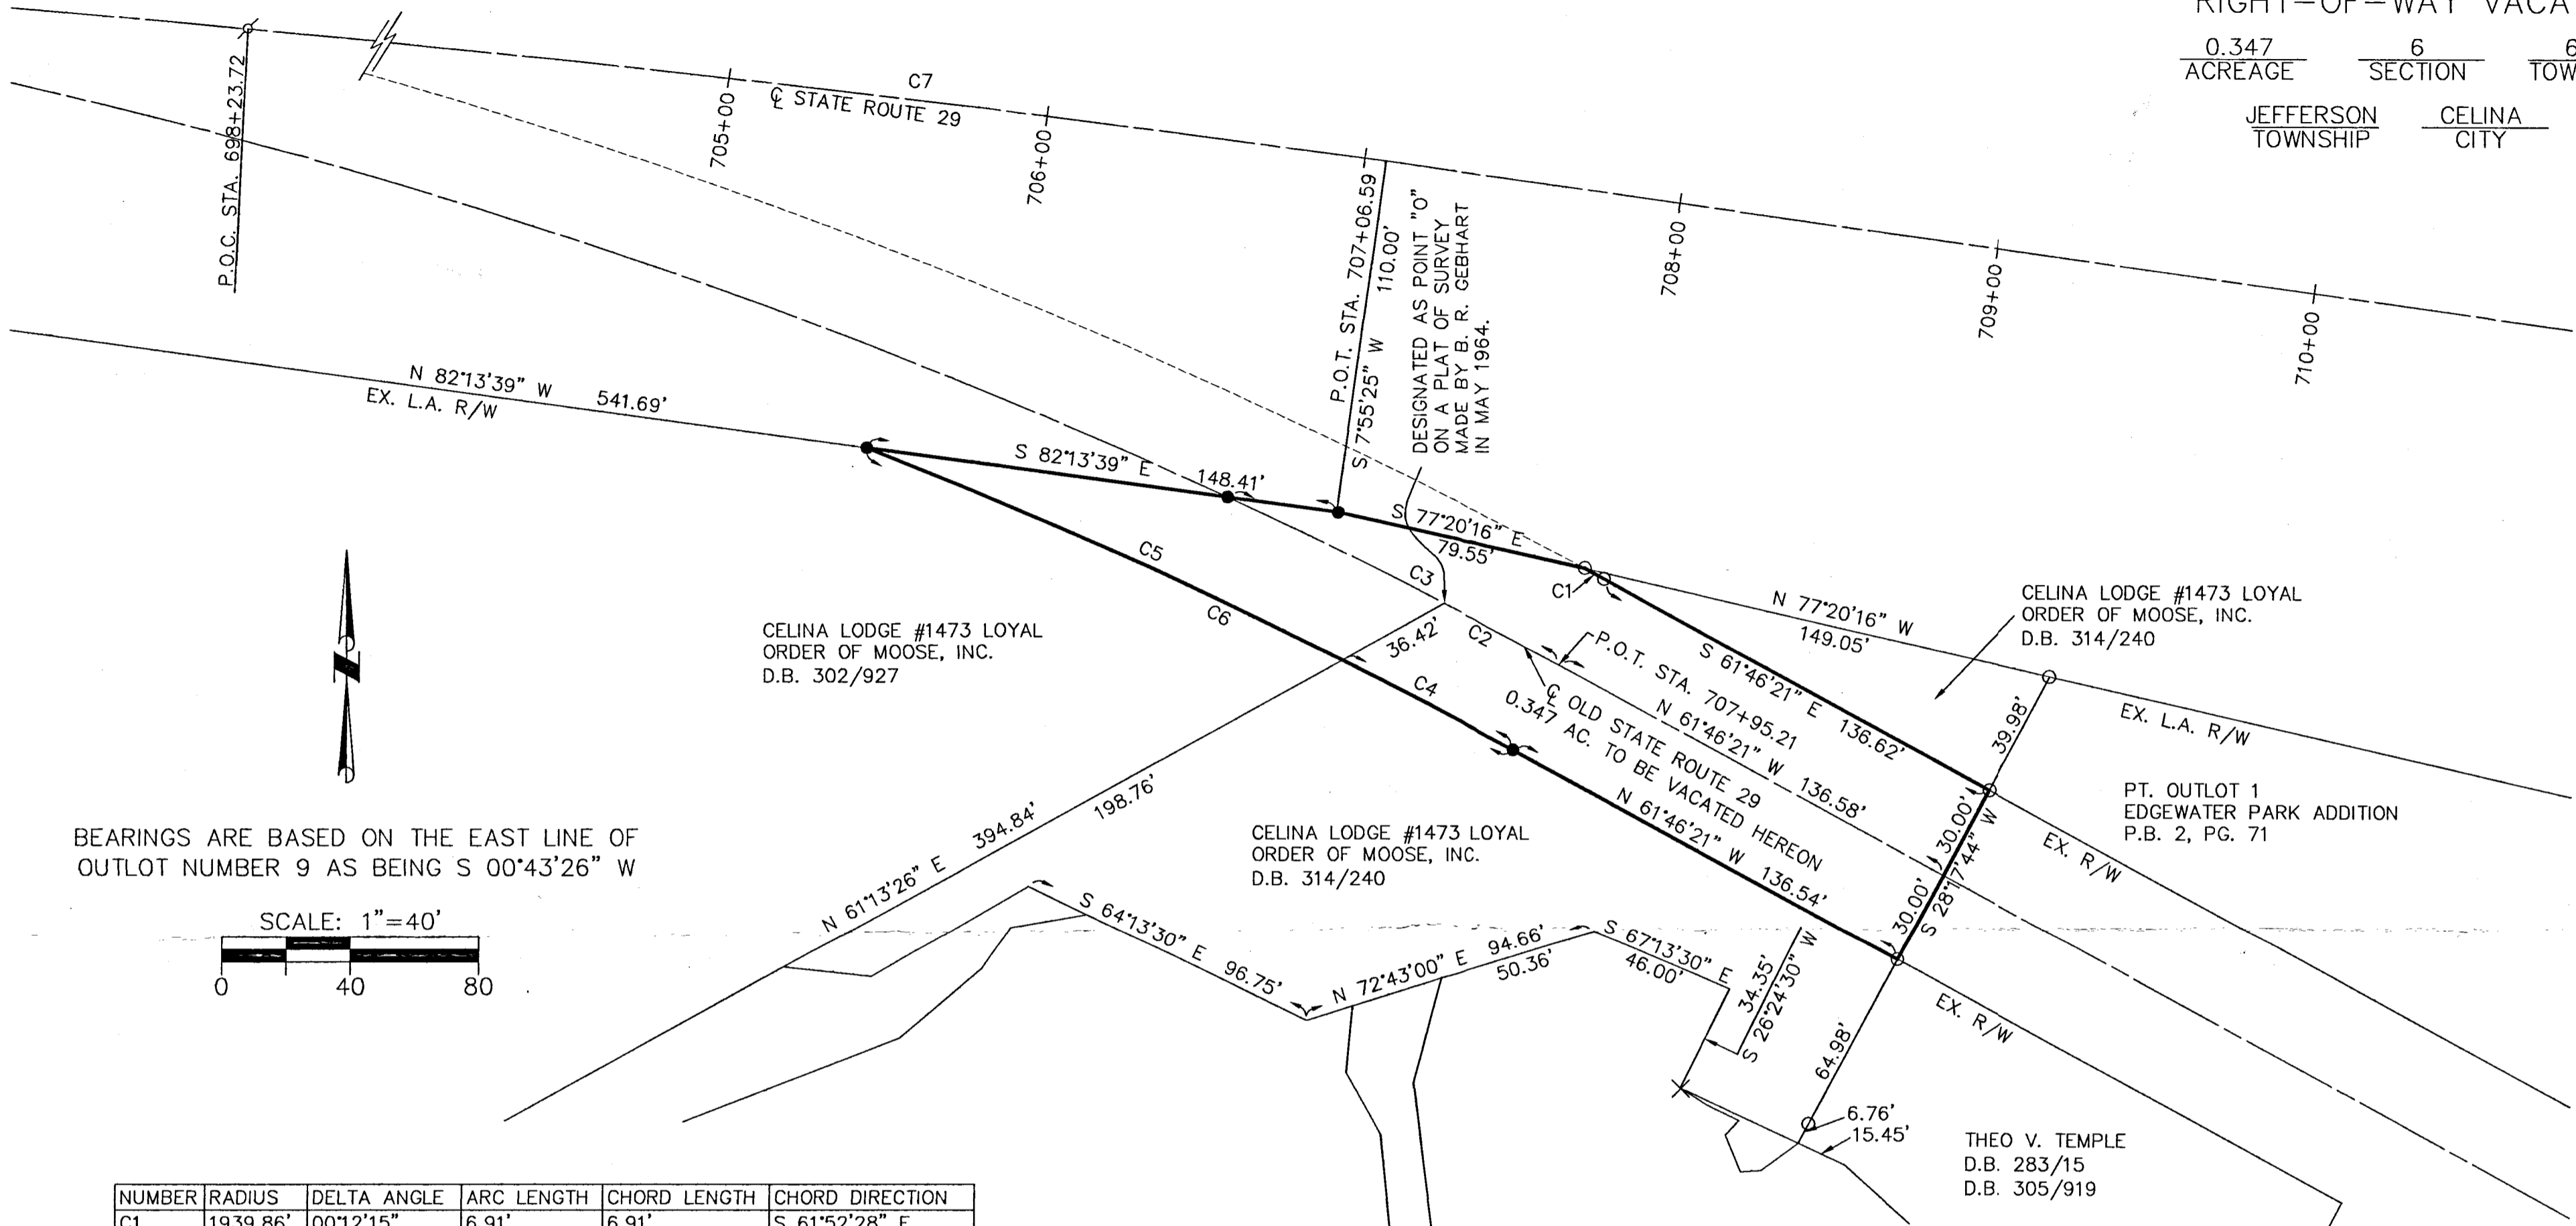 RIGHT-OF-WAY VACA
0.347 6 6
ACREAGE SECTION TOW
JEFFERSON CELINA
TOWNSHIP CITY
P.O.C. STA. 698+23.72
C7
℄ STATE ROUTE 29
705+00
706+00
708+00
709+00
710+00
P.O.T. STA. 707+06.59
S 7°55'25" W 110.00'
DESIGNATED AS POINT "O"
ON A PLAT OF SURVEY
MADE BY B. R. GEBHART
IN MAY 1964.
N 82°13'39" W 541.69'
EX. L.A. R/W
S 82°13'39" E 148.41'
S 77°20'16" E
79.55'
C1
C5
C3
C6
C2
36.42'
C4
N 77°20'16" W
149.05'
CELINA LODGE #1473 LOYAL
ORDER OF MOOSE, INC.
D.B. 314/240
CELINA LODGE #1473 LOYAL
ORDER OF MOOSE, INC.
D.B. 302/927
P.O.T. STA. 707+95.21
S 61°46'21" E 136.62'
N 61°46'21" W 136.58'
℄ OLD STATE ROUTE 29
0.347 AC. TO BE VACATED HEREON
N 61°46'21" W 136.54'
39.98'
30.00'
30.00'
S 28°17'44" W
EX. L.A. R/W
EX. R/W
EX. R/W
PT. OUTLOT 1
EDGEWATER PARK ADDITION
P.B. 2, PG. 71
N
BEARINGS ARE BASED ON THE EAST LINE OF
OUTLOT NUMBER 9 AS BEING S 00°43'26" W
SCALE: 1"=40'
0 40 80
N 61°13'26" E 394.84'
198.76'
CELINA LODGE #1473 LOYAL
ORDER OF MOOSE, INC.
D.B. 314/240
S 64°13'30" E 96.75'
N 72°43'00" E 94.66'
50.36'
S 67°13'30" E
46.00'
34.35'
S 26°24'30" W
64.98'
6.76'
15.45'
THEO V. TEMPLE
D.B. 283/15
D.B. 305/919
NUMBER RADIUS DELTA ANGLE ARC LENGTH CHORD LENGTH CHORD DIRECTION
C1 1939.86' 00°12'15" 6.91' 6.91' S 61°52'28" E